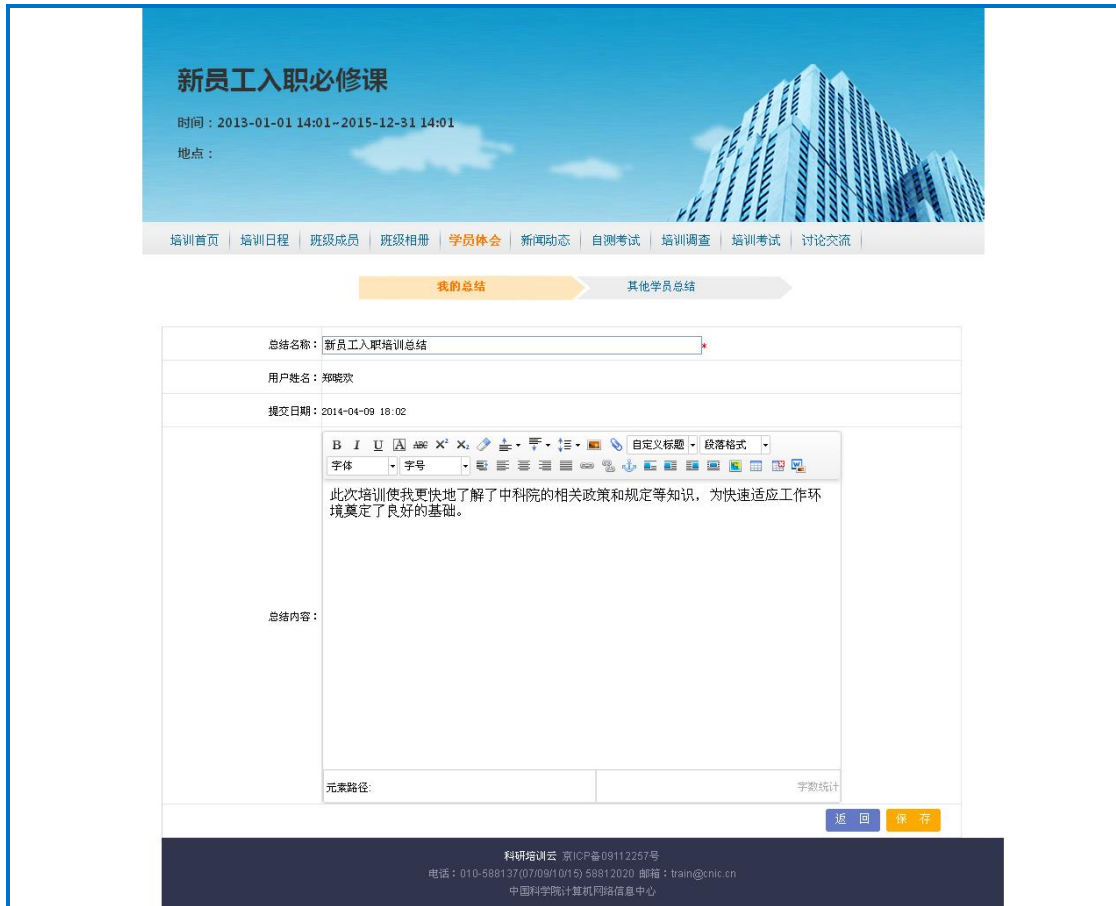 新员工入职必修课
时间：2013-01-01 14:01~2015-12-31 14:01
地点：
培训首页 培训日程 班级成员 班级相册 学员体会 新闻动态 自测考试 培训调查 培训考试 讨论交流
我的总结 其他学员总结
总结名称： 新员工入职培训总结 *
用户姓名： 郑晓欢
提交日期： 2014-04-09 18:02
B I U A ABC X² X₂ 自定义标题 段落格式
字体 字号
此次培训使我更快地了解了中科院的相关政策和规定等知识，为快速适应工作环
境奠定了良好的基础。
总结内容：
元素路径: 字数统计
返 回 保 存
科研培训云 京ICP备09112257号
电话：010-588137(07/09/10/15) 58812020 邮箱：train@cnic.cn
中国科学院计算机网络信息中心